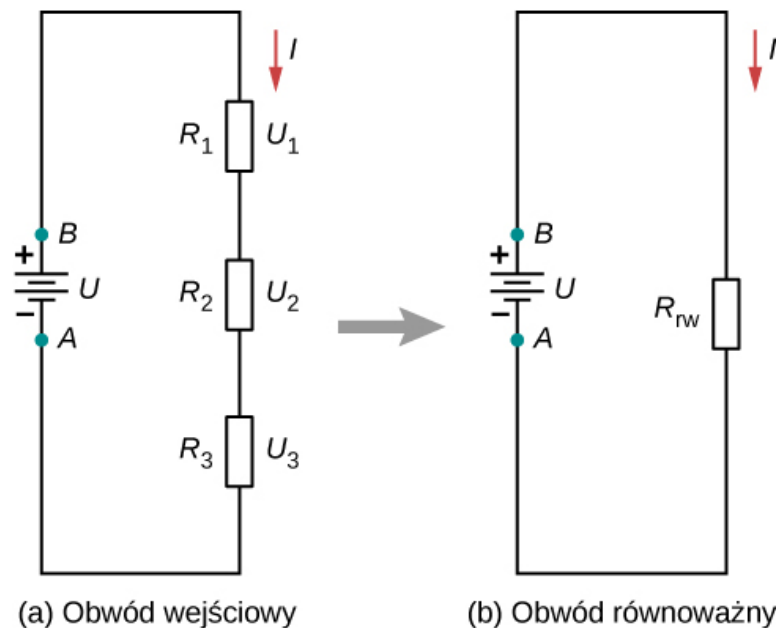 I
R1 U1
B
+
U
−
A
R2 U2
R3 U3
(a) Obwód wejściowy
I
B
+
U
−
A
Rrw
(b) Obwód równoważny